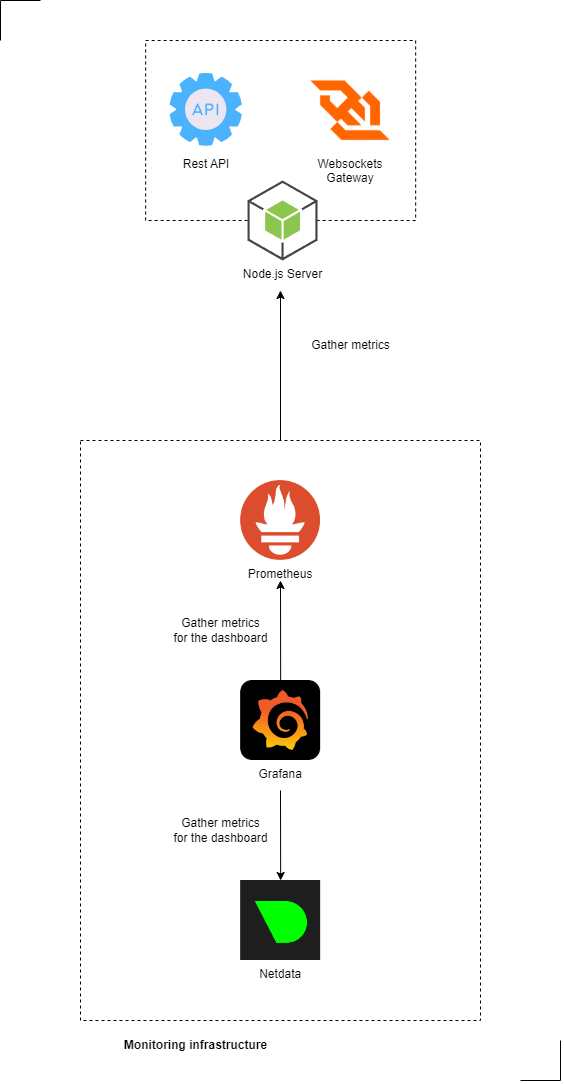 API
Rest API
Websockets
Gateway
Node.js Server
Gather metrics
Prometheus
Gather metrics
for the dashboard
Grafana
Gather metrics
for the dashboard
Netdata
Monitoring infrastructure